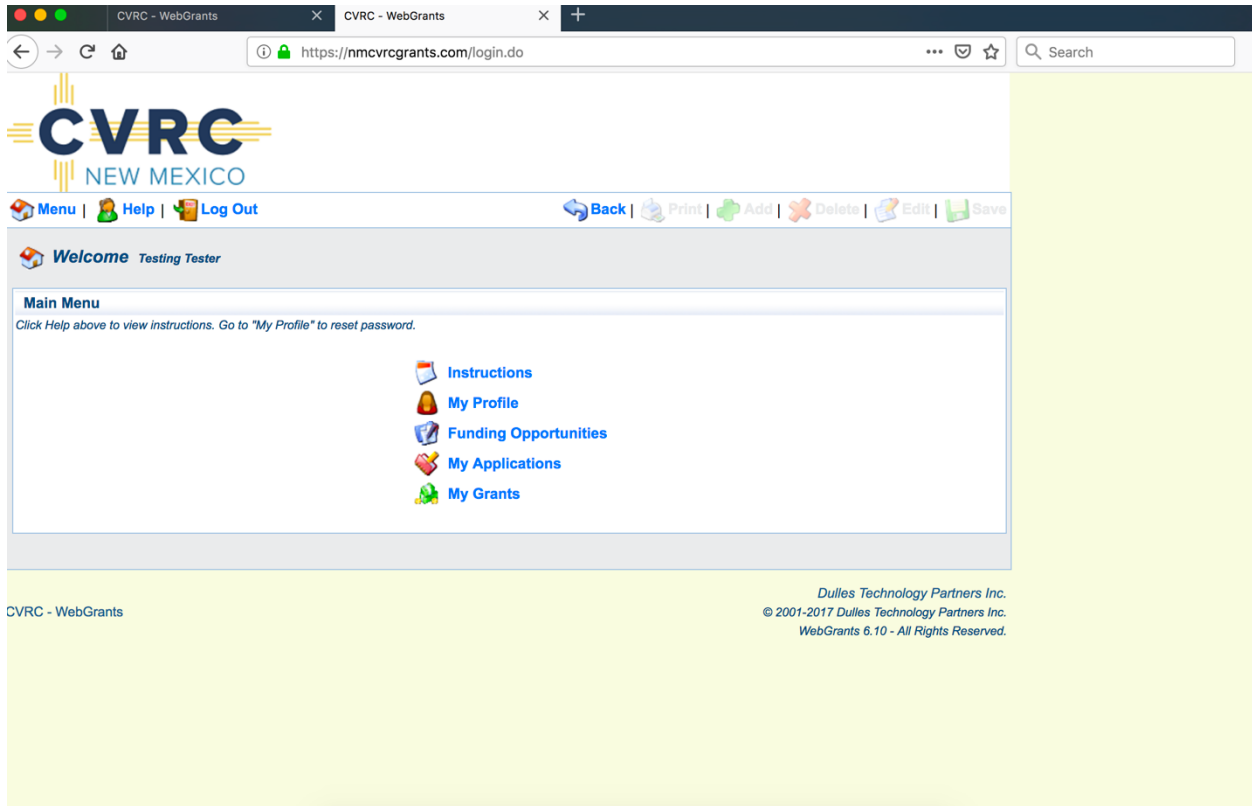 CVRC - WebGrants CVRC - WebGrants
https://nmcvrcgrants.com/login.do Search
CVRC
NEW MEXICO
Menu | Help | Log Out Back | Print | Add | Delete | Edit | Save
Welcome Testing Tester
Main Menu
Click Help above to view instructions. Go to "My Profile" to reset password.
Instructions
My Profile
Funding Opportunities
My Applications
My Grants
Dulles Technology Partners Inc.
CVRC - WebGrants © 2001-2017 Dulles Technology Partners Inc.
WebGrants 6.10 - All Rights Reserved.